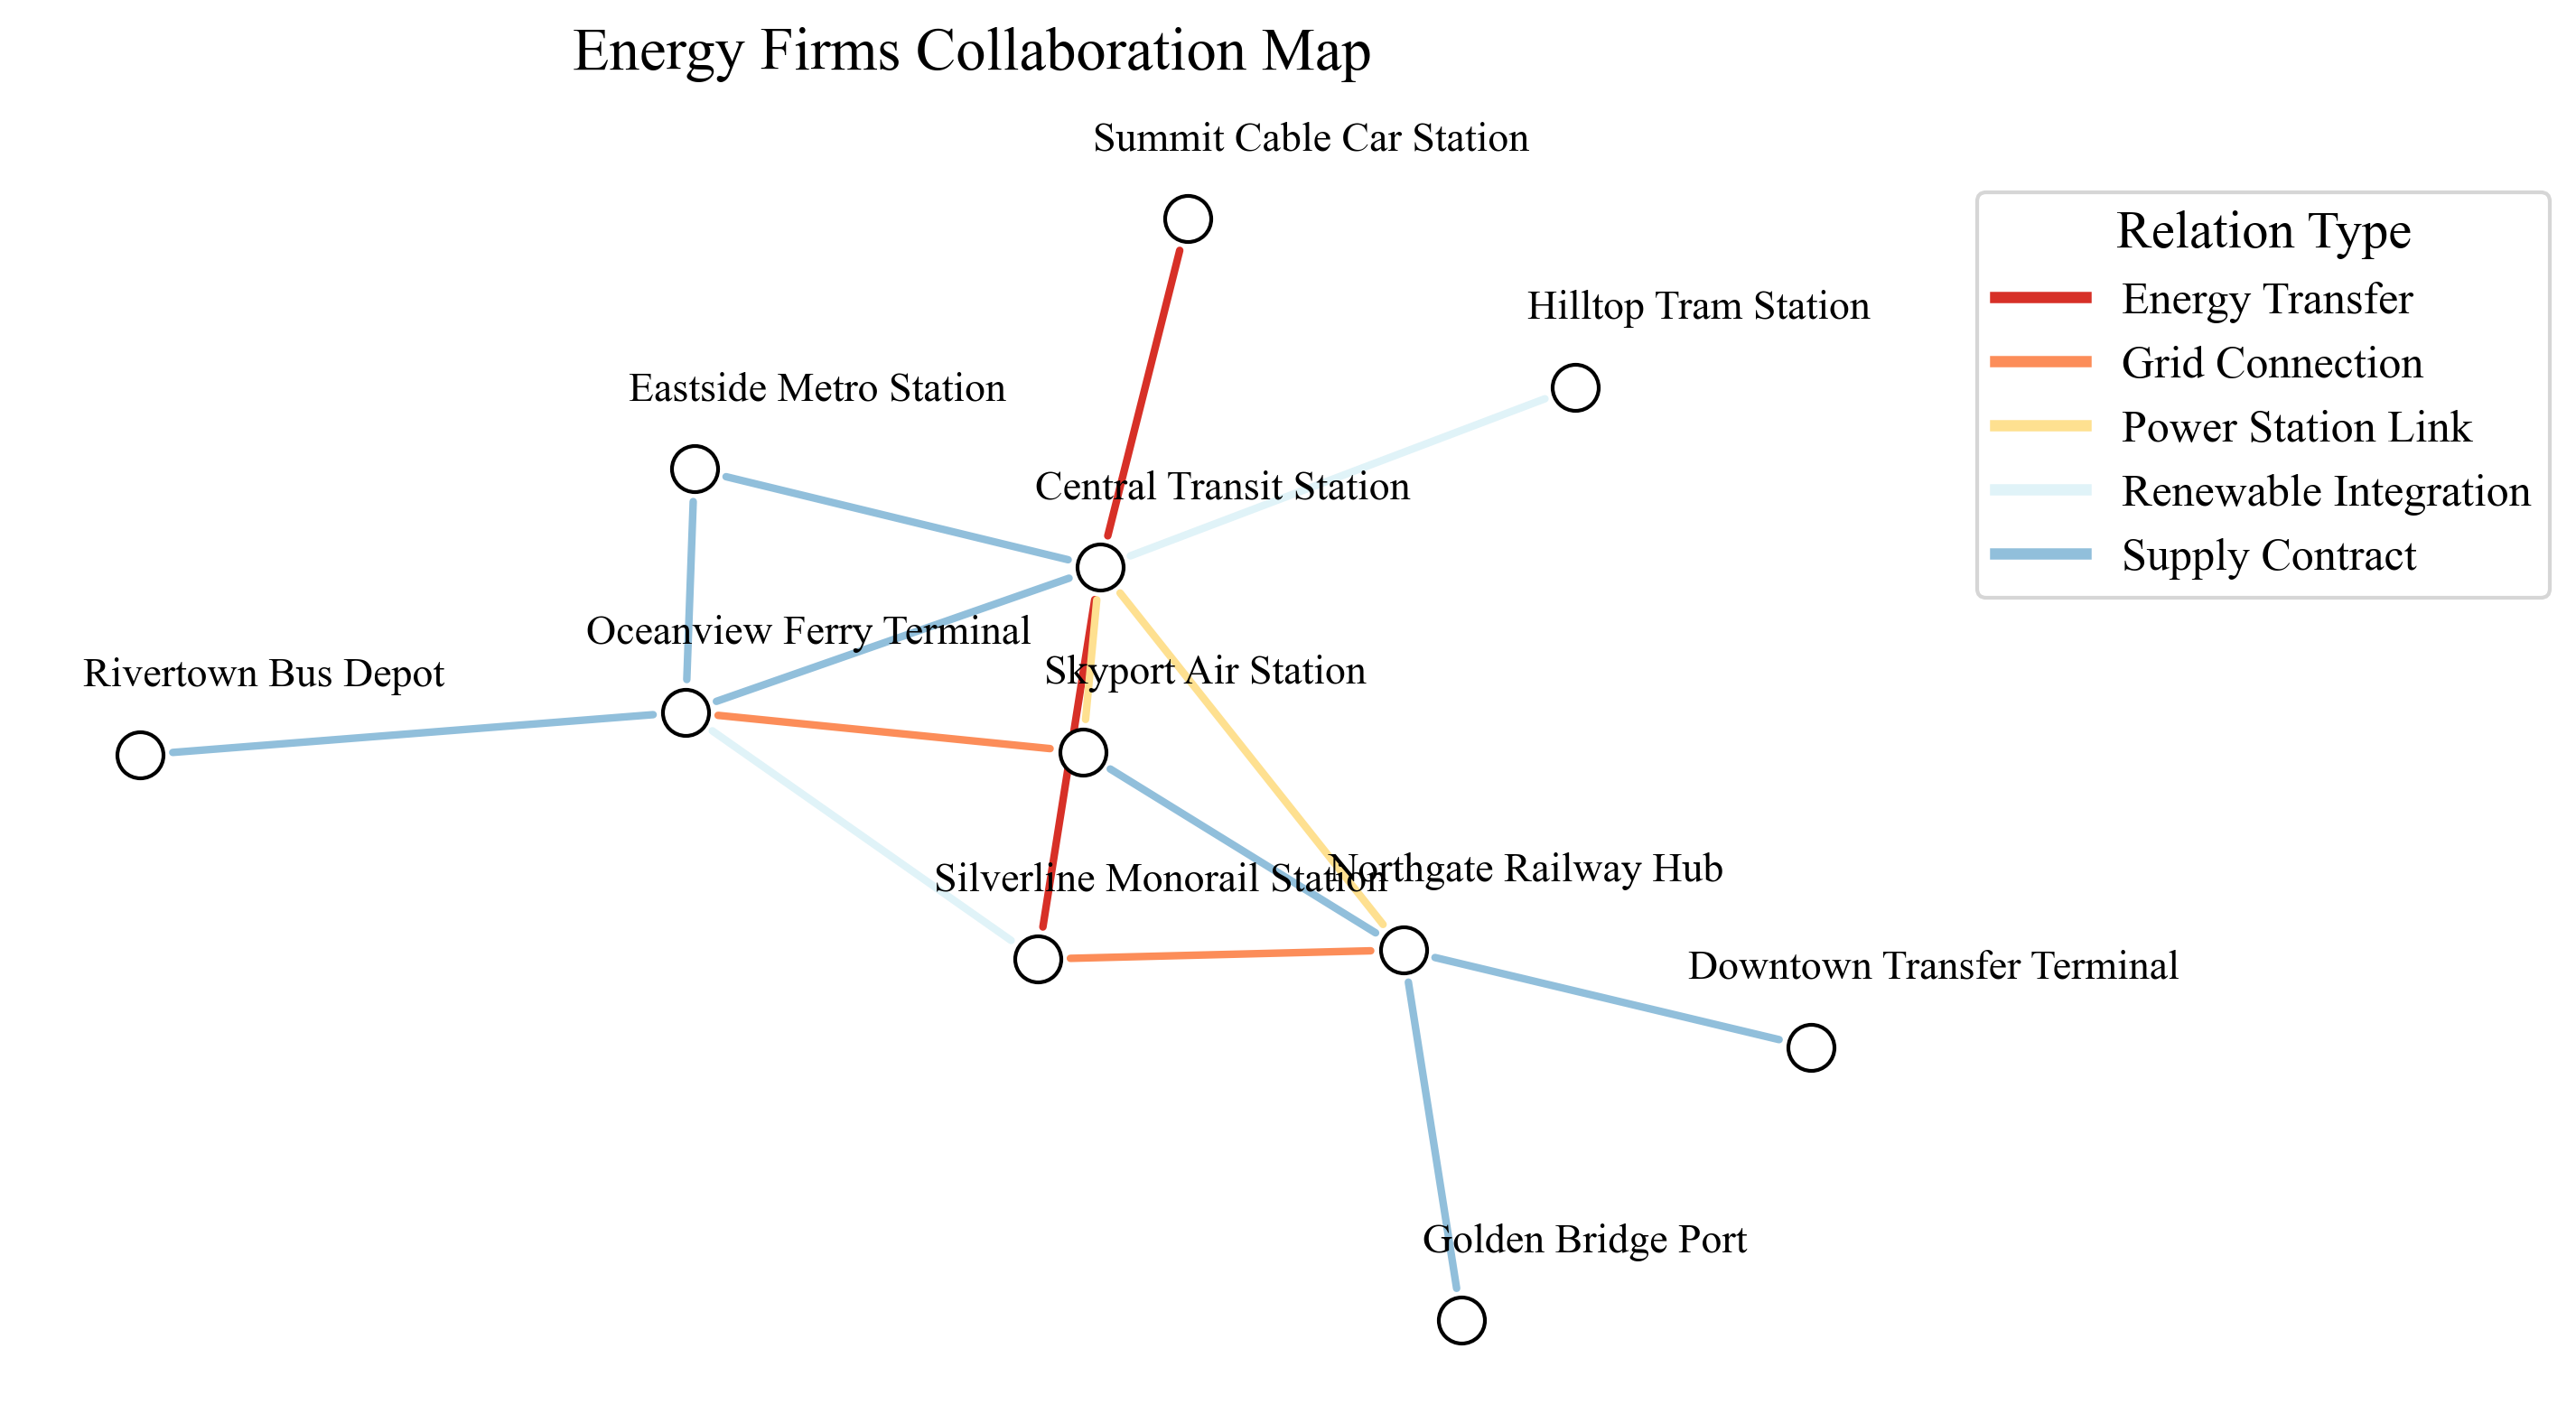 Energy Firms Collaboration Map
Summit Cable Car Station
Hilltop Tram Station
Eastside Metro Station
Central Transit Station
Oceanview Ferry Terminal
Rivertown Bus Depot
Skyport Air Station
Silverline Monorail Station
Northgate Railway Hub
Downtown Transfer Terminal
Golden Bridge Port
Relation Type
Energy Transfer
Grid Connection
Power Station Link
Renewable Integration
Supply Contract